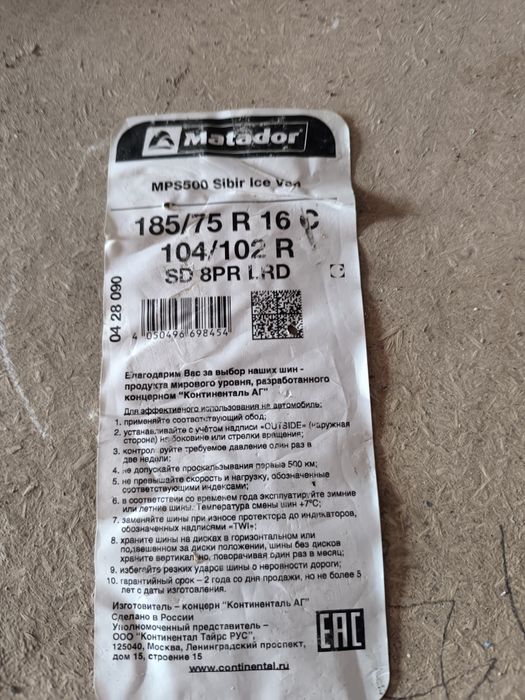 Matador
MPS500 Sibir Ice Van
185/75 R 16 C
104/102 R
SD 8PR LRD
04 28 090
4 050496 698454
Благодарим Вас за выбор наших шин -
продукта мирового уровня, разработанного
концерном "Континенталь АГ"
Для эффективного использования на автомобиль:
1. применяйте соответствующий обод;
2. устанавливайте с учётом надписи «OUTSIDE» (наружная
сторона) на боковине или стрелки вращения;
3. контролируйте требуемое давление один раз в
две недели;
4. не допускайте проскальзывания первые 500 км;
5. не превышайте скорость и нагрузку, обозначенные
соответствующими индексами;
6. в соответствии со временем года эксплуатируйте зимние
или летние шины. Температура смены шин +7°С;
7. заменяйте шины при износе протектора до индикаторов,
обозначенных надписями «TWI»;
8. храните шины на дисках в горизонтальном или
подвешенном за диски положении, шины без дисков
храните вертикально, поворачивая один раз в месяц;
9. избегайте резких ударов шины о неровности дороги;
10. гарантийный срок – 2 года со дня продажи, но не более 5
лет с даты изготовления.
Изготовитель – концерн "Континенталь АГ"
Сделано в России
Уполномоченный представитель –
ООО "Континентал Тайрс РУС",
125040, Москва, Ленинградский проспект,
дом 15, строение 15
EAC
www.continental.ru